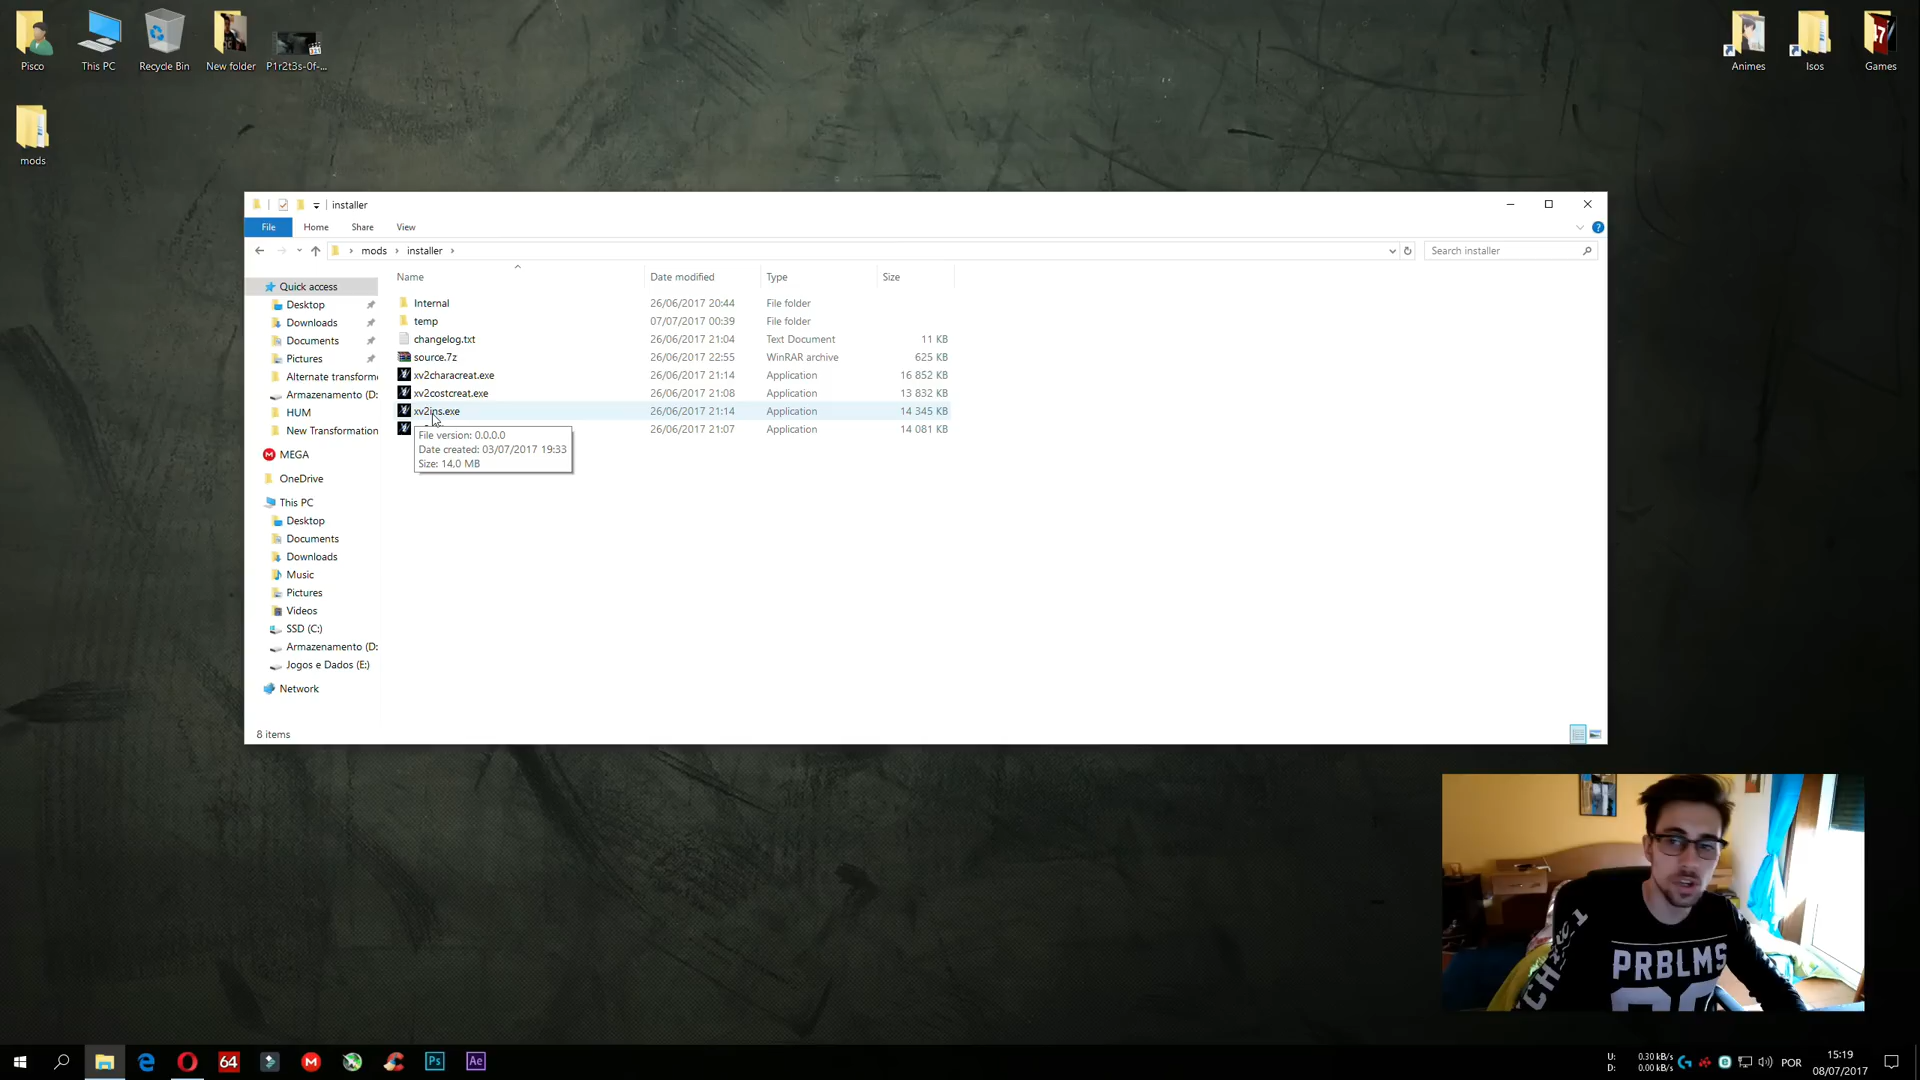 Pisco
This PC
Recycle Bin
New folder
P1r2t3s-0f-...
Animes
Isos
Games
mods
installer
File
Home
Share
View
mods
installer
Search installer
Name
Date modified
Type
Size
Quick access
Desktop
Downloads
Documents
Pictures
Alternate transforme
Armazenamento (D:
HUM
New Transformation
MEGA
OneDrive
This PC
Desktop
Documents
Downloads
Music
Pictures
Videos
SSD (C:)
Armazenamento (D:
Jogos e Dados (E:)
Network
Internal 26/06/2017 20:44 File folder
temp 07/07/2017 00:39 File folder
changelog.txt 26/06/2017 21:04 Text Document 11 KB
source.7z 26/06/2017 22:55 WinRAR archive 625 KB
xv2characreat.exe 26/06/2017 21:14 Application 16 852 KB
xv2costcreat.exe 26/06/2017 21:08 Application 13 832 KB
xv2ins.exe 26/06/2017 21:14 Application 14 345 KB
26/06/2017 21:07 Application 14 081 KB
File version: 0.0.0.0
Date created: 03/07/2017 19:33
Size: 14.0 MB
8 items
PRBLMS
64
Ps
Ae
U: 0.30 kB/s
D: 0.00 kB/s
POR
15:19
08/07/2017